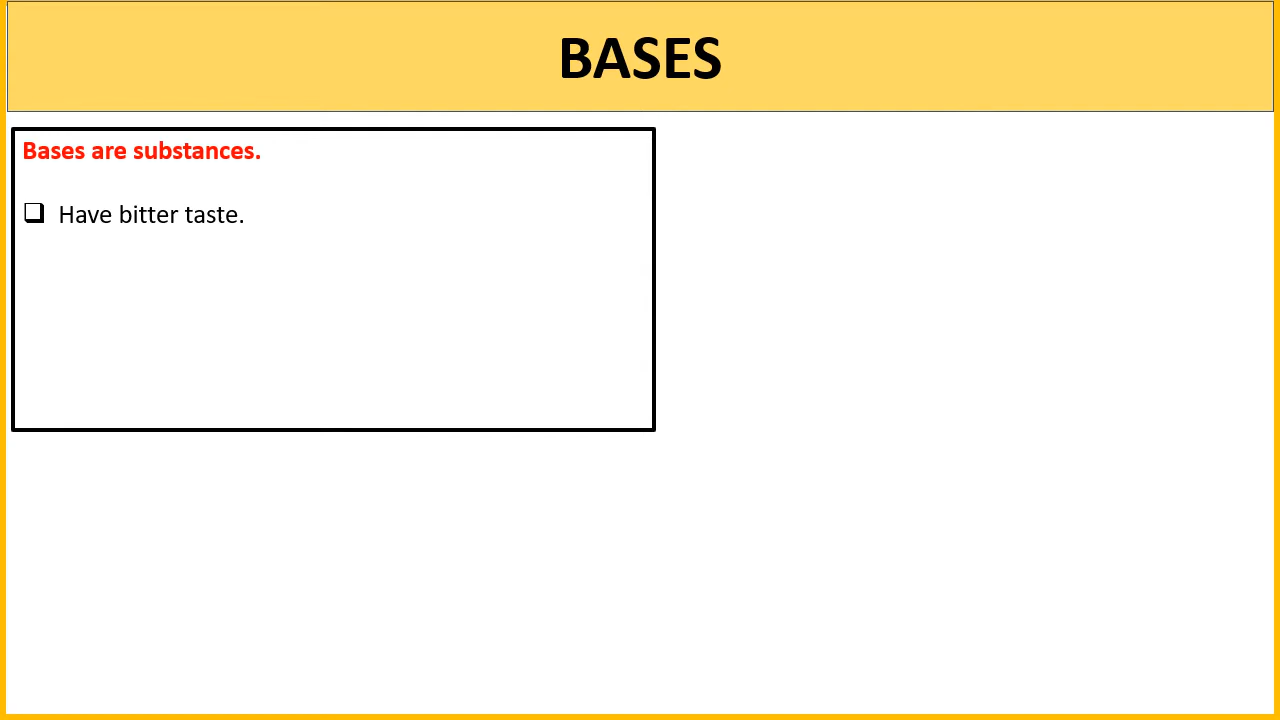 BASES
Bases are substances.
❑ Have bitter taste.